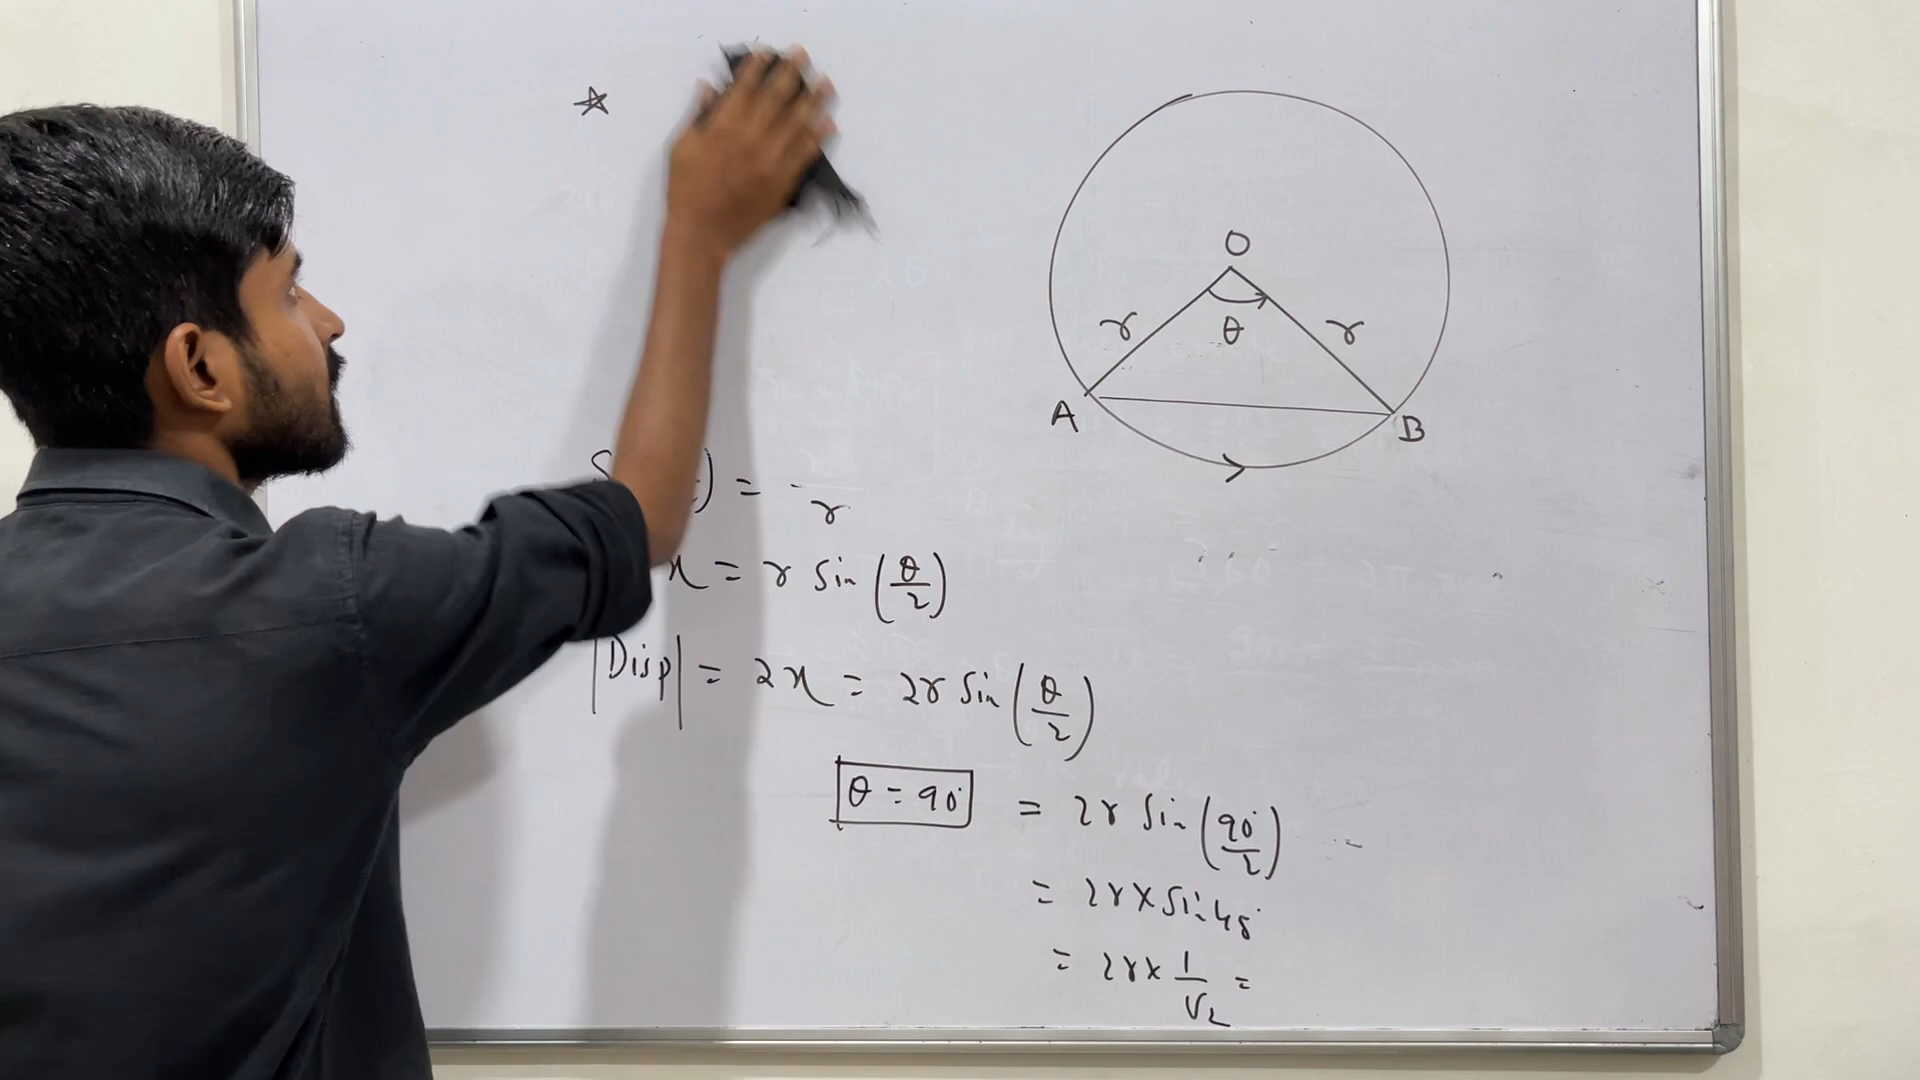 O
r θ r
A B
) = r
x = r Sin (θ/2)
|Disp| = 2x = 2r Sin (θ/2)
θ = 90° = 2r Sin (90°/2)
= 2r × Sin 45°
= 2r × 1/√2 =